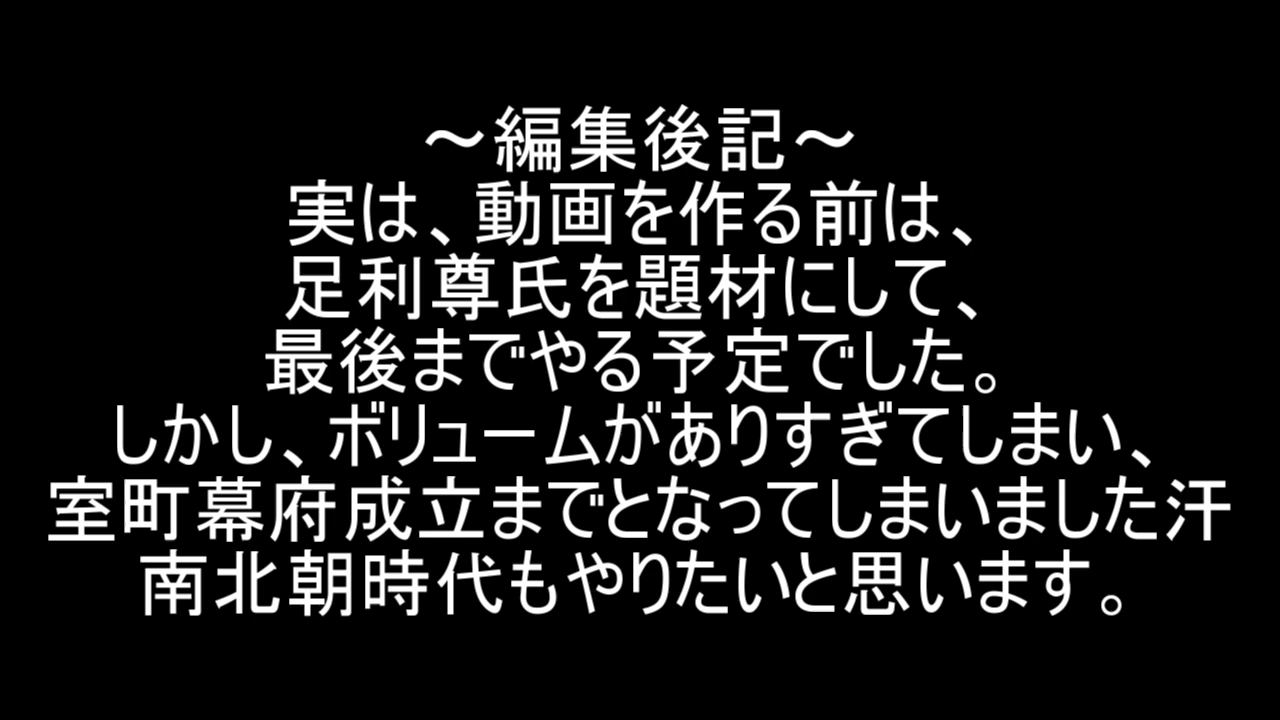 ～編集後記～
実は、動画を作る前は、
足利尊氏を題材にして、
最後までやる予定でした。
しかし、ボリュームがありすぎてしまい、
室町幕府成立までとなってしまいました汗
南北朝時代もやりたいと思います。